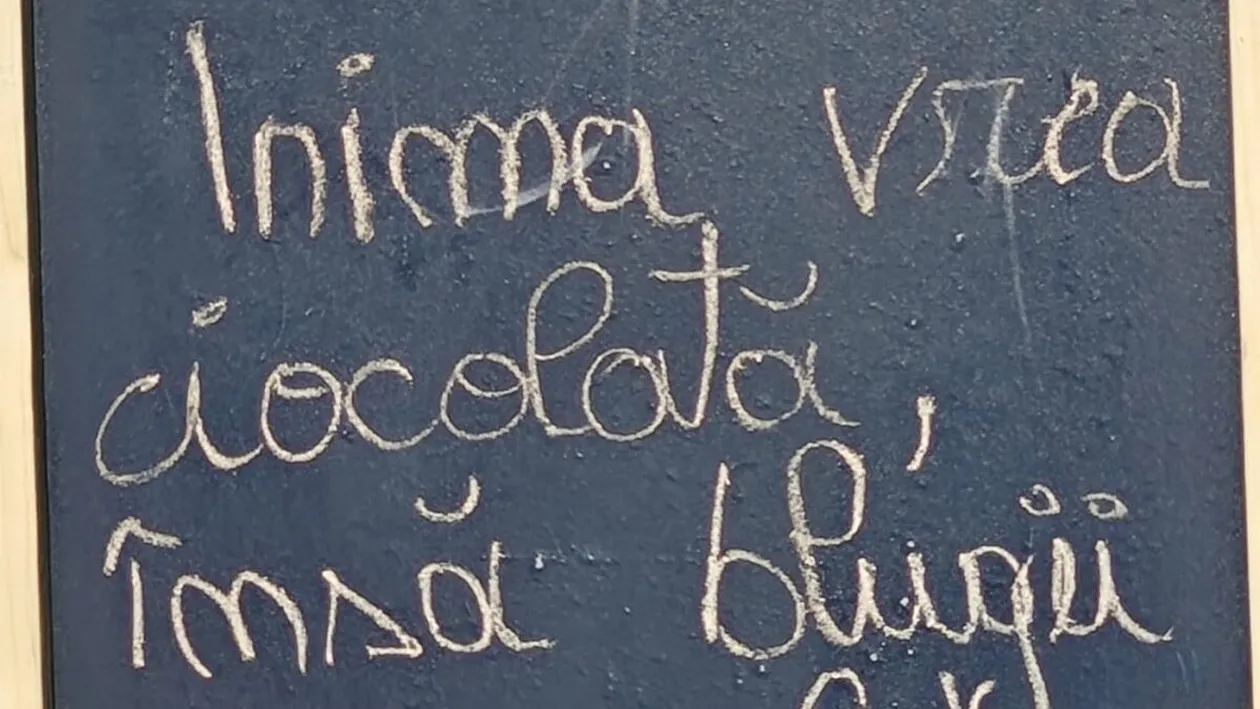 Inima vrea
ciocolată,
însă blugii